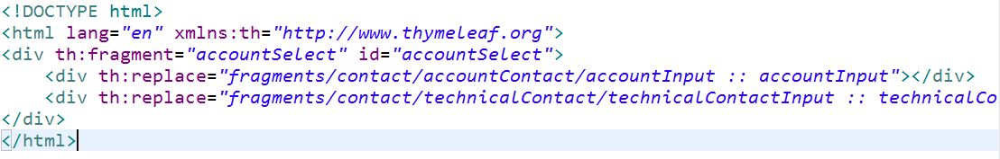 <!DOCTYPE html>
<html lang="en" xmlns:th="http://www.thymeleaf.org">
<div th:fragment="accountSelect" id="accountSelect">
    <div th:replace="fragments/contact/accountContact/accountInput :: accountInput"></div>
    <div th:replace="fragments/contact/technicalContact/technicalContactInput :: technicalCo
</div>
</html>